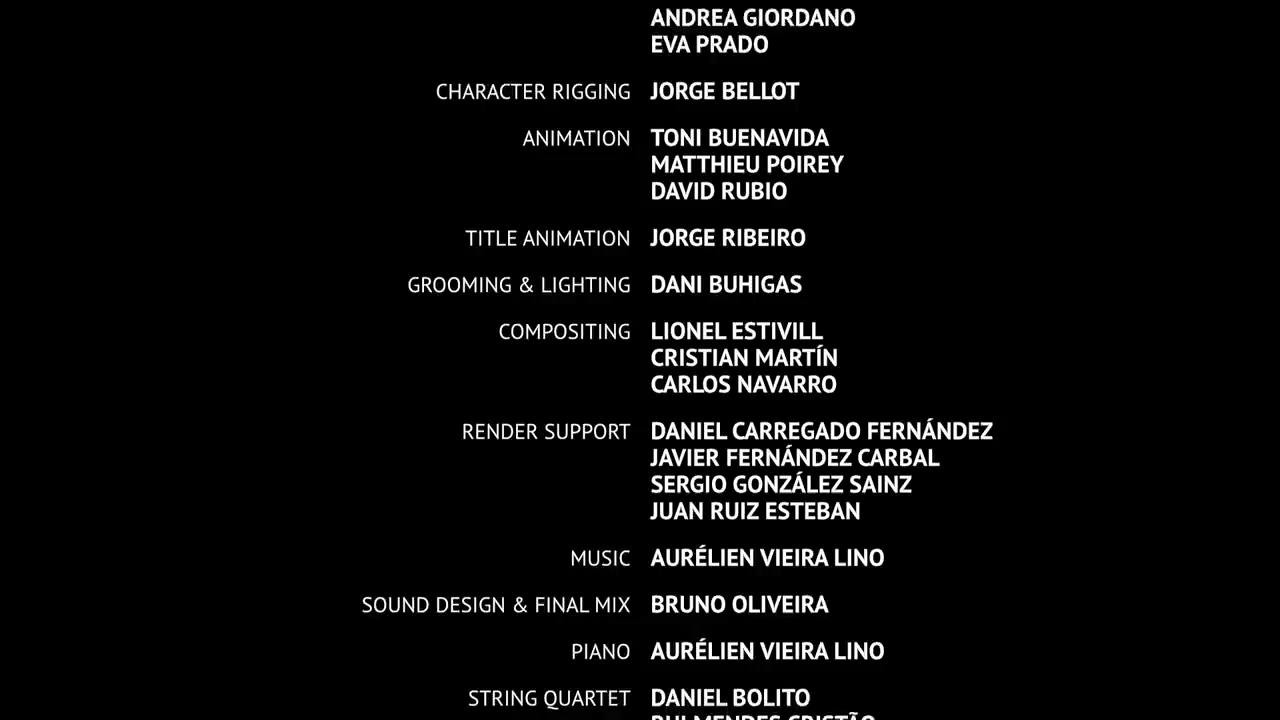 ANDREA GIORDANO
EVA PRADO
CHARACTER RIGGING JORGE BELLOT
ANIMATION TONI BUENAVIDA
MATTHIEU POIREY
DAVID RUBIO
TITLE ANIMATION JORGE RIBEIRO
GROOMING & LIGHTING DANI BUHIGAS
COMPOSITING LIONEL ESTIVILL
CRISTIAN MARTÍN
CARLOS NAVARRO
RENDER SUPPORT DANIEL CARREGADO FERNÁNDEZ
JAVIER FERNÁNDEZ CARBAL
SERGIO GONZÁLEZ SAINZ
JUAN RUIZ ESTEBAN
MUSIC AURÉLIEN VIEIRA LINO
SOUND DESIGN & FINAL MIX BRUNO OLIVEIRA
PIANO AURÉLIEN VIEIRA LINO
STRING QUARTET DANIEL BOLITO